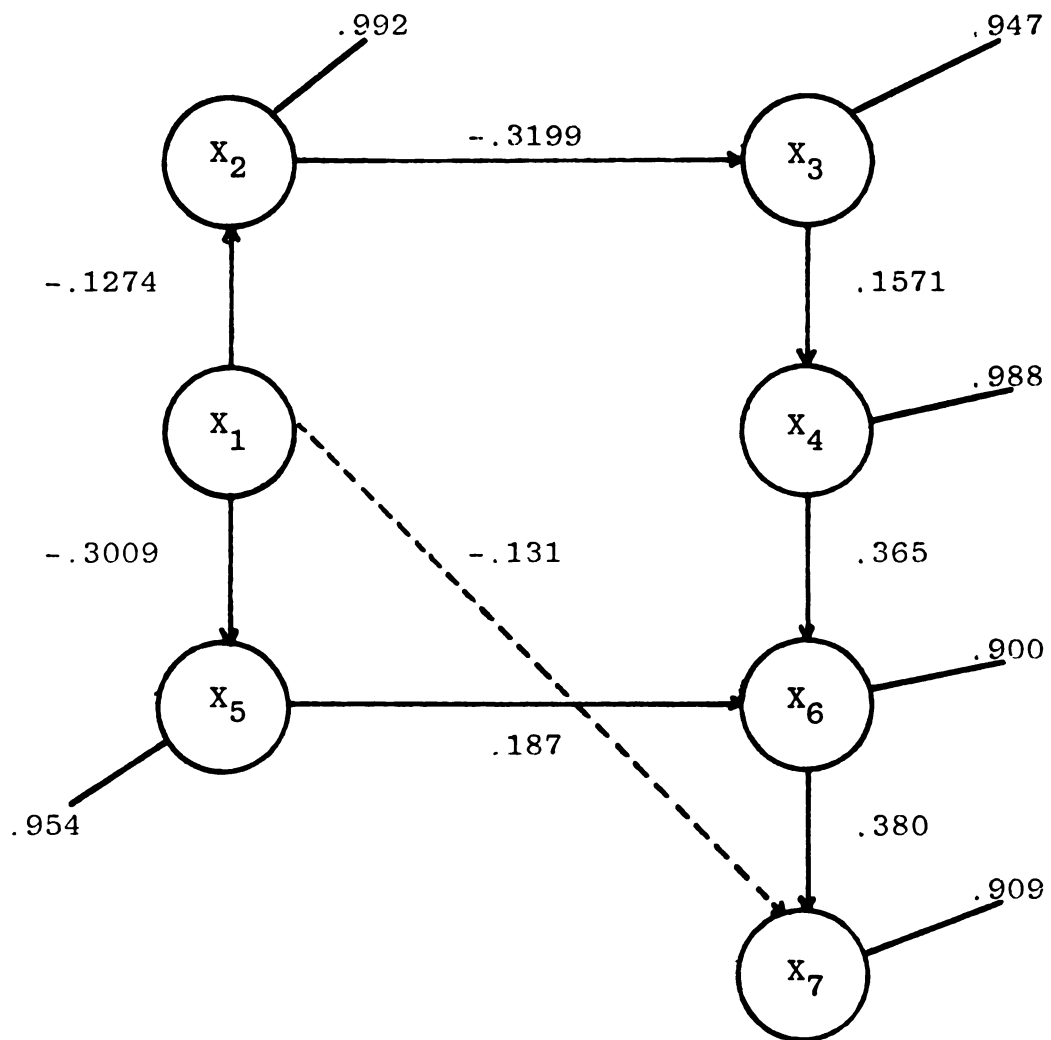 .992
.947
X2
-.3199
X3
-.1274
.1571
.988
X1
X4
-.3009
-.131
.365
.900
X5
X6
.187
.954
.380
.909
X7